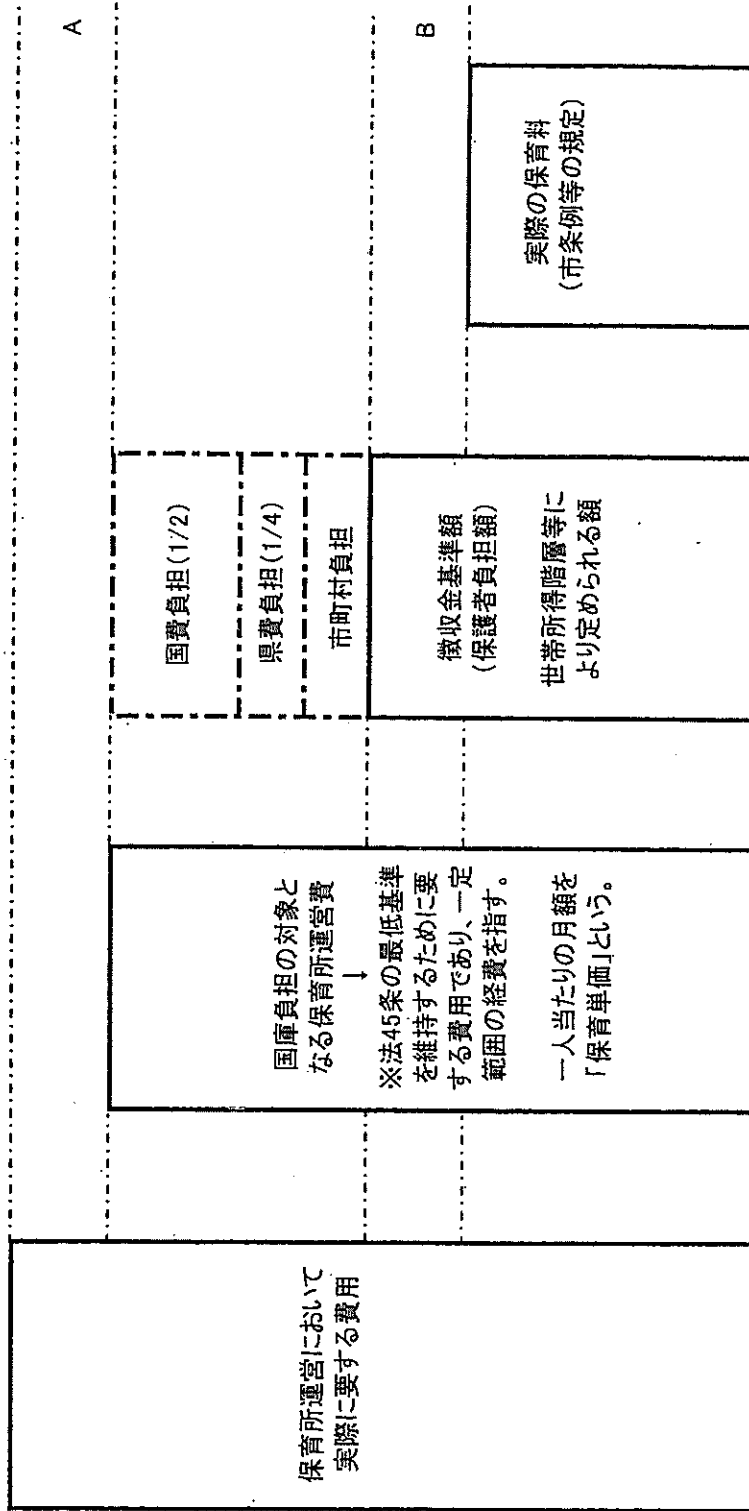 保育所運営において
実際に要する費用
国庫負担の対象と
なる保育所運営費
↓
※法45条の最低基準
を維持するために要
する費用であり、一定
範囲の経費を指す。
一人当たりの月額を
「保育単価」という。
国費負担(1/2)
県費負担(1/4)
市町村負担
徴収金基準額
(保護者負担額)
世帯所得階層等に
より定められる額
実際の保育料
(市条例等の規定)
A
B